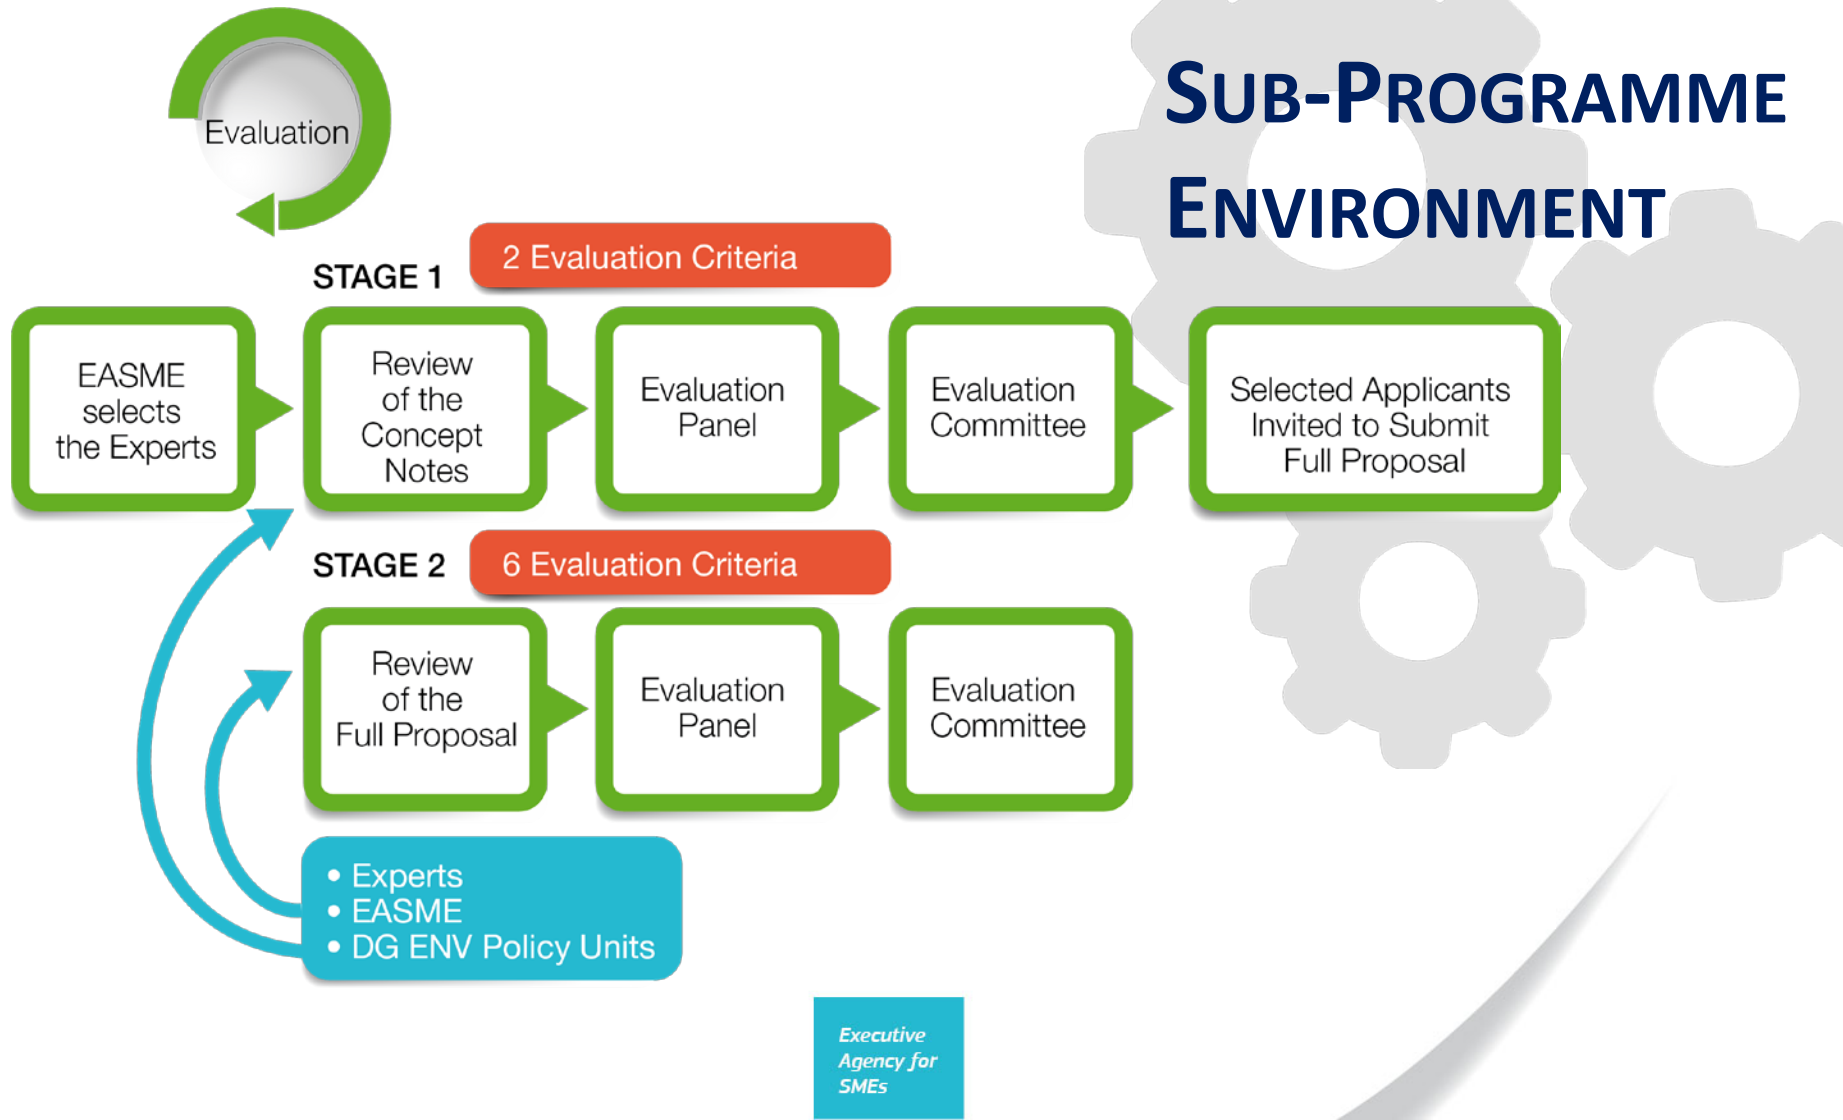 Evaluation
SUB-PROGRAMME
ENVIRONMENT
STAGE 1
2 Evaluation Criteria
EASME
selects
the Experts
Review
of the
Concept
Notes
Evaluation
Panel
Evaluation
Committee
Selected Applicants
Invited to Submit
Full Proposal
STAGE 2
6 Evaluation Criteria
Review
of the
Full Proposal
Evaluation
Panel
Evaluation
Committee
• Experts
• EASME
• DG ENV Policy Units
Executive
Agency for
SMEs